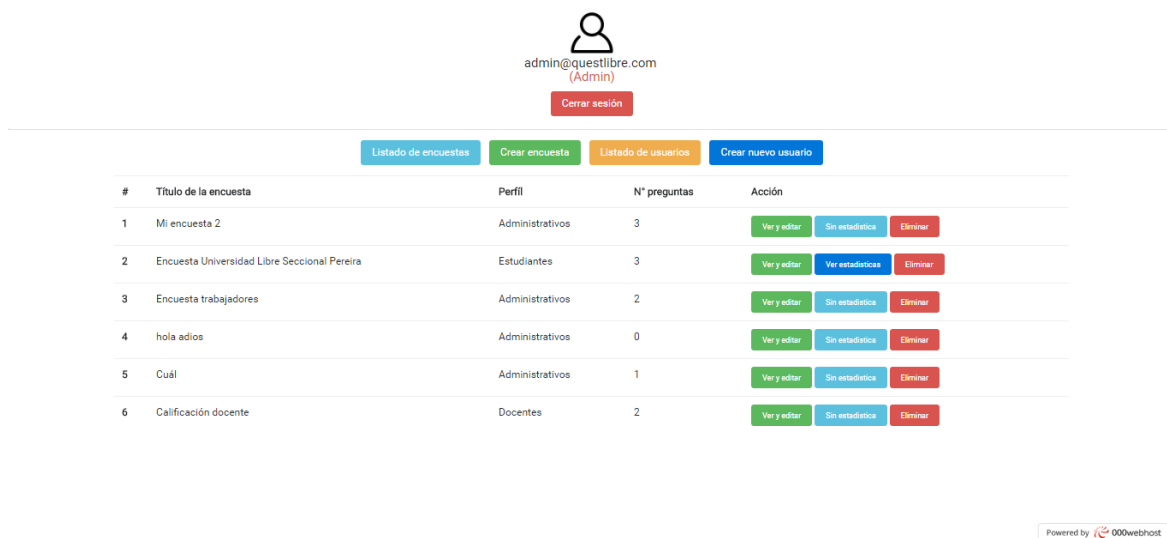 admin@questlibre.com
(Admin)
Cerrar sesión
Listado de encuestas Crear encuesta Listado de usuarios Crear nuevo usuario
# Título de la encuesta Perfíl N° preguntas Acción
1 Mi encuesta 2 Administrativos 3 Ver y editar Sin estadistica Eliminar
2 Encuesta Universidad Libre Seccional Pereira Estudiantes 3 Ver y editar Ver estadisticas Eliminar
3 Encuesta trabajadores Administrativos 2 Ver y editar Sin estadistica Eliminar
4 hola adios Administrativos 0 Ver y editar Sin estadistica Eliminar
5 Cuál Administrativos 1 Ver y editar Sin estadistica Eliminar
6 Calificación docente Docentes 2 Ver y editar Sin estadistica Eliminar
Powered by 000webhost